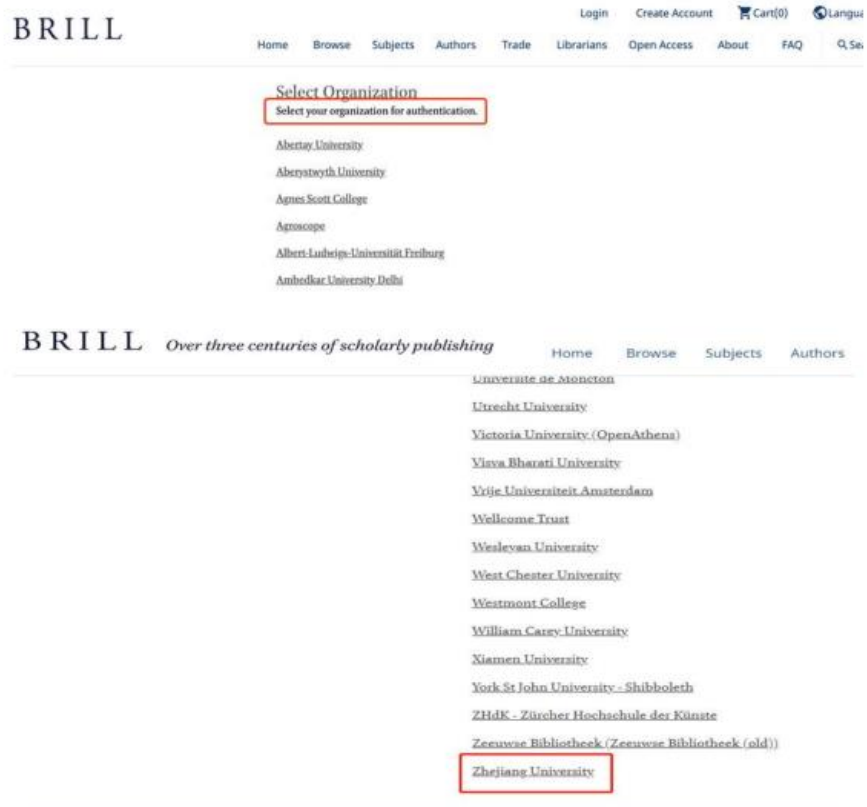 Login Create Account Cart(0)
BRILL
Home Browse Subjects Authors Trade Librarians Open Access About FAQ
Select Organization
Select your organization for authentication.
Abertay University
Aberystwyth University
Agnes Scott College
Agroscope
Albert-Ludwigs-Universität Freiburg
Ambedkar University Delhi
BRILL Over three centuries of scholarly publishing Home Browse Subjects Authors
Université de Moncton
Utrecht University
Victoria University (OpenAthens)
Visva Bharati University
Vrije Universiteit Amsterdam
Wellcome Trust
Wesleyan University
West Chester University
Westmont College
William Carey University
Xiamen University
York St John University - Shibboleth
ZHdK - Zürcher Hochschule der Künste
Zeeuwse Bibliotheek (Zeeuwse Bibliotheek (old))
Zhejiang University